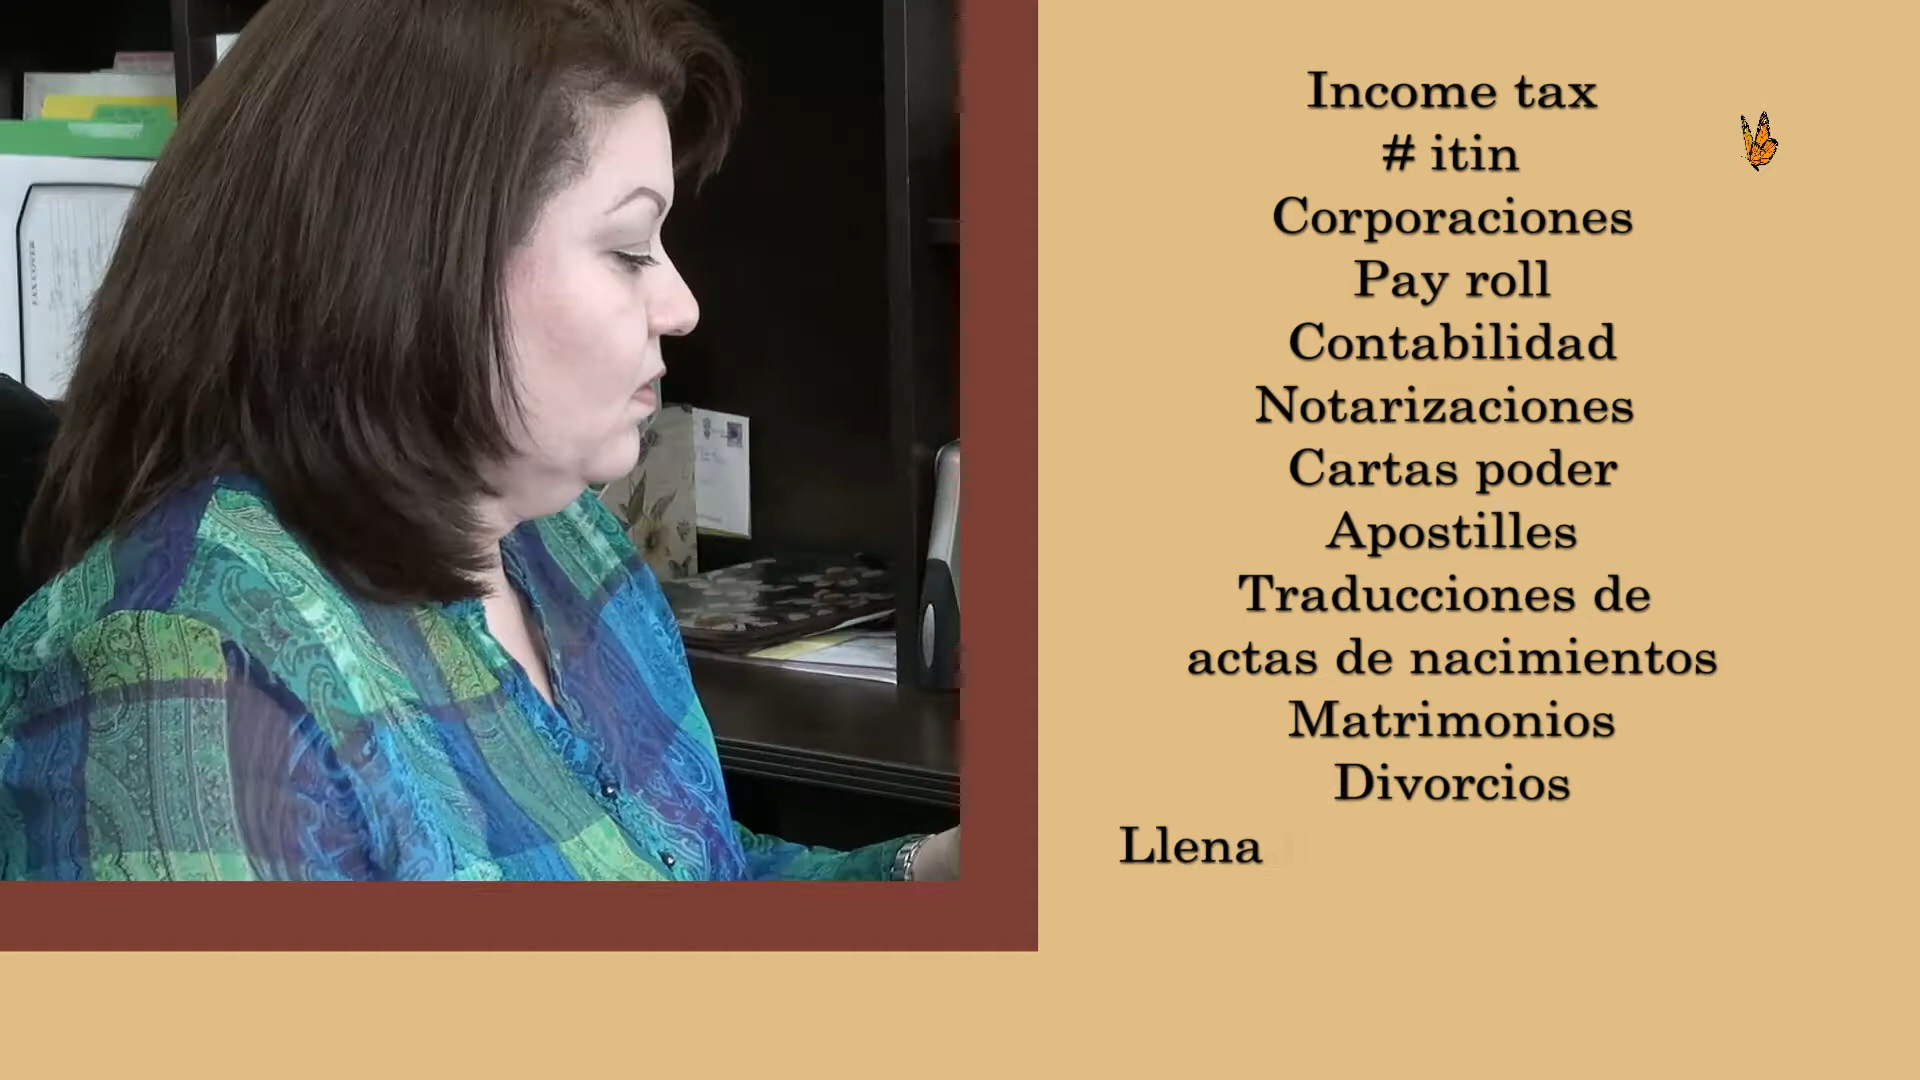 Income tax
# itin
Corporaciones
Pay roll
Contabilidad
Notarizaciones
Cartas poder
Apostilles
Traducciones de
actas de nacimientos
Matrimonios
Divorcios
Llena